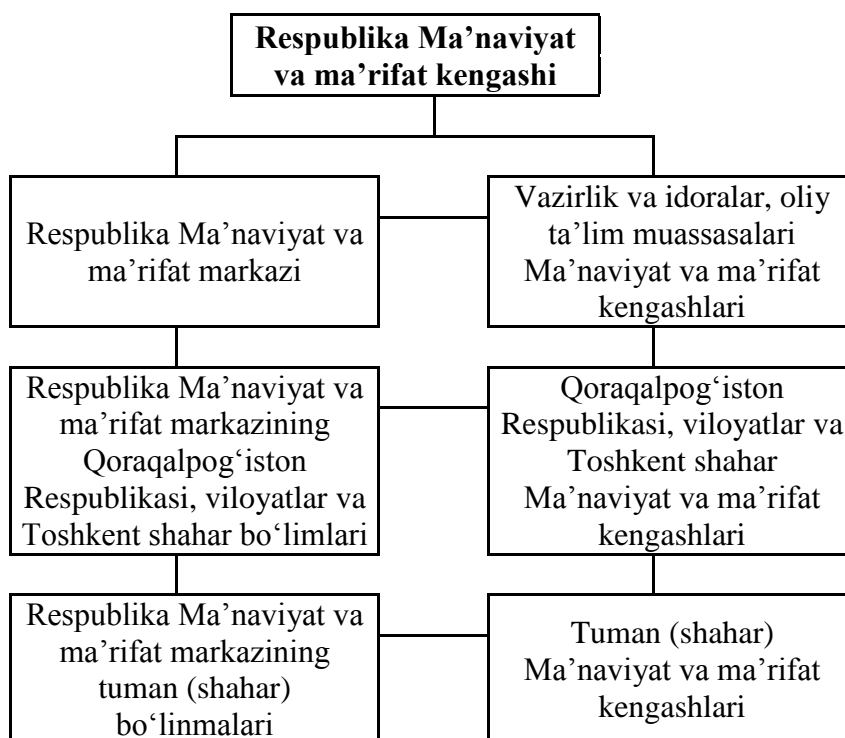 Respublika Ma’naviyat
va ma’rifat kengashi
Respublika Ma’naviyat va
ma’rifat markazi
Vazirlik va idoralar, oliy
ta’lim muassasalari
Ma’naviyat va ma’rifat
kengashlari
Respublika Ma’naviyat va
ma’rifat markazining
Qoraqalpog‘iston
Respublikasi, viloyatlar va
Toshkent shahar bo‘limlari
Qoraqalpog‘iston
Respublikasi, viloyatlar va
Toshkent shahar
Ma’naviyat va ma’rifat
kengashlari
Respublika Ma’naviyat va
ma’rifat markazining
tuman (shahar)
bo‘linmalari
Tuman (shahar)
Ma’naviyat va ma’rifat
kengashlari